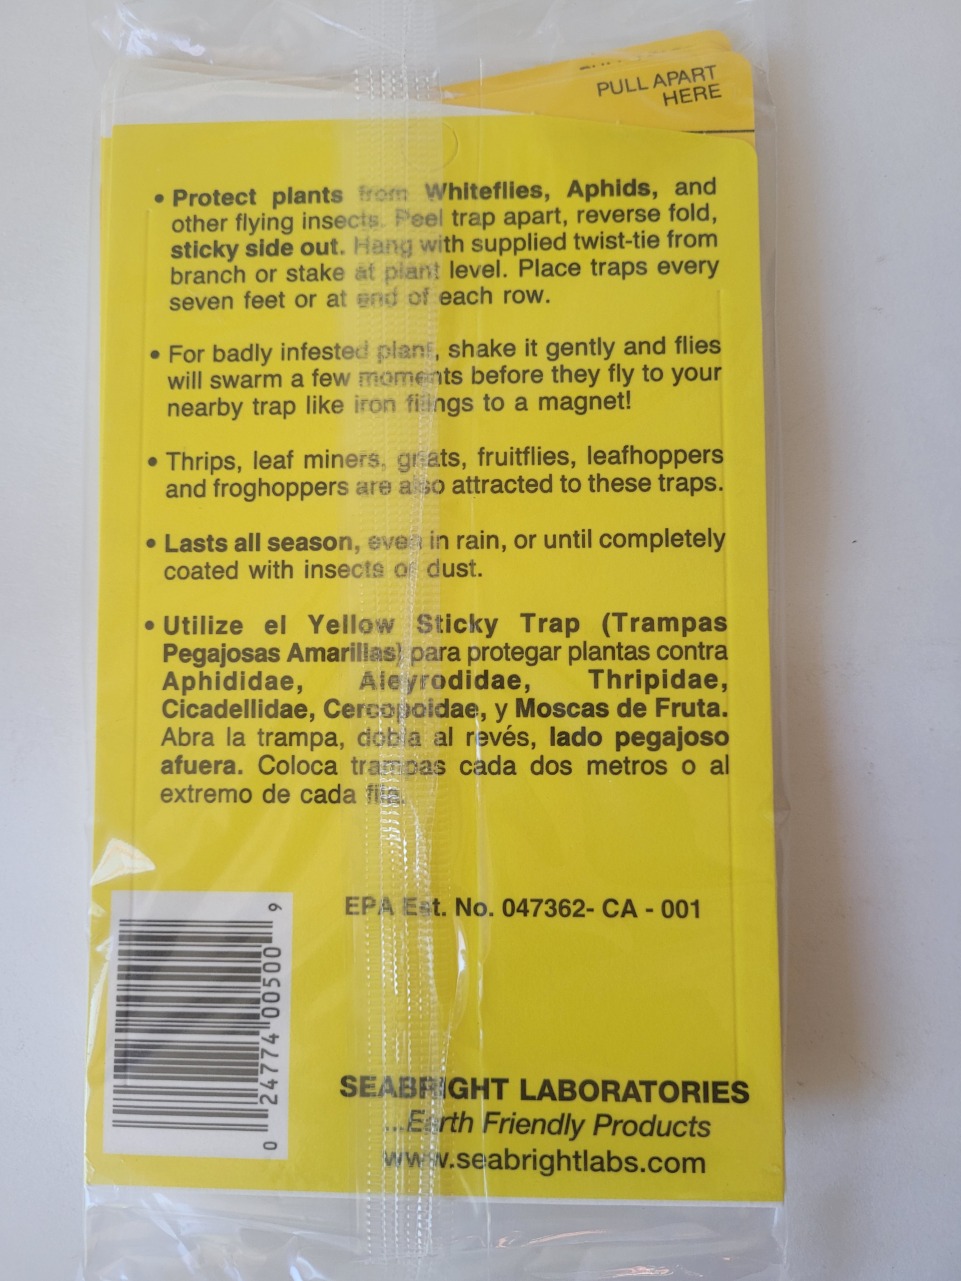 PULL APART
HERE
• Protect plants from Whiteflies, Aphids, and
other flying insects. Peel trap apart, reverse fold,
sticky side out. Hang with supplied twist-tie from
branch or stake at plant level. Place traps every
seven feet or at end of each row.
• For badly infested plant, shake it gently and flies
will swarm a few moments before they fly to your
nearby trap like iron filings to a magnet!
• Thrips, leaf miners, gnats, fruitflies, leafhoppers
and froghoppers are also attracted to these traps.
• Lasts all season, even in rain, or until completely
coated with insects or dust.
• Utilize el Yellow Sticky Trap (Trampas
Pegajosas Amarillas) para protegar plantas contra
Aphididae, Aleyrodidae, Thripidae,
Cicadellidae, Cercopoidae, y Moscas de Fruta.
Abra la trampa, dobla al revés, lado pegajoso
afuera. Coloca trampas cada dos metros o al
extremo de cada fila.
EPA Est. No. 047362- CA - 001
0 24774 00500 9
SEABRIGHT LABORATORIES
...Earth Friendly Products
www.seabrightlabs.com